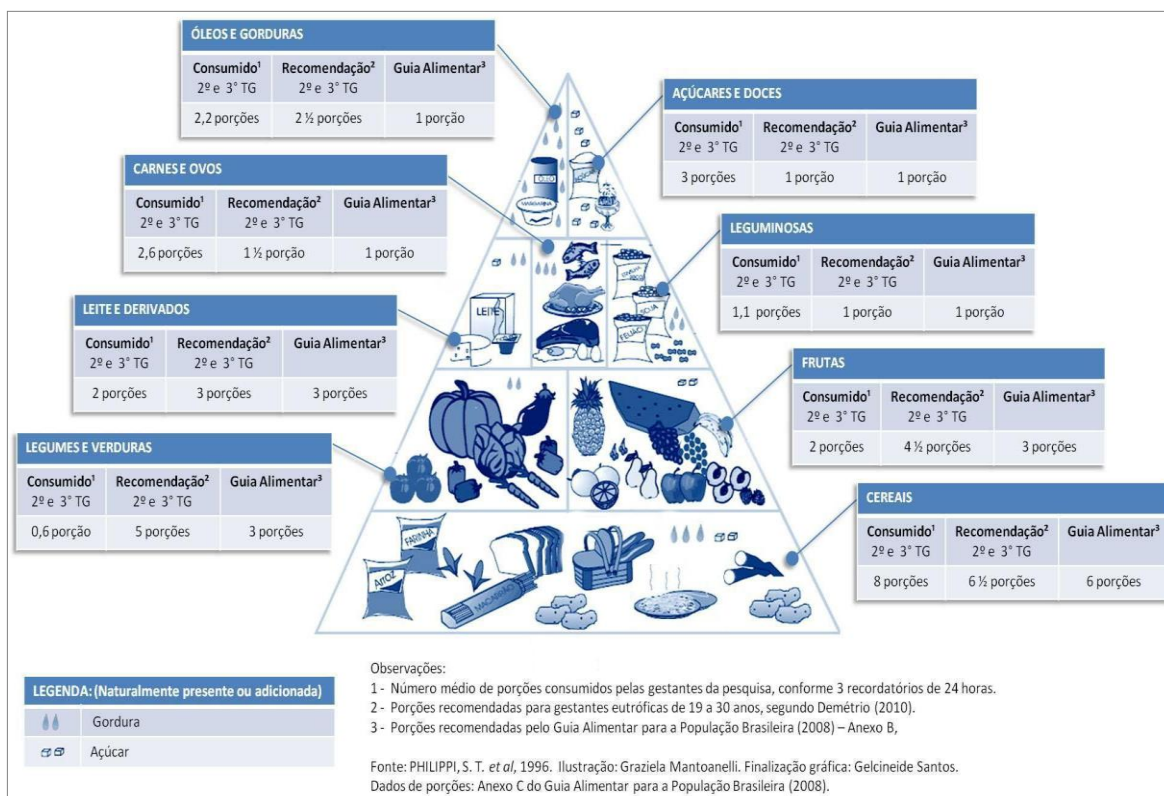 ÓLEOS E GORDURAS
Consumido¹ Recomendação² Guia Alimentar³
2º e 3° TG 2º e 3° TG
2,2 porções 2 ½ porções 1 porção
AÇÚCARES E DOCES
Consumido¹ Recomendação² Guia Alimentar³
2º e 3° TG 2º e 3° TG
3 porções 1 porção 1 porção
CARNES E OVOS
Consumido¹ Recomendação² Guia Alimentar³
2º e 3° TG 2º e 3° TG
2,6 porções 1 ½ porção 1 porção
LEGUMINOSAS
Consumido¹ Recomendação² Guia Alimentar³
2º e 3° TG 2º e 3° TG
1,1 porções 1 porção 1 porção
LEITE E DERIVADOS
Consumido¹ Recomendação² Guia Alimentar³
2º e 3° TG 2º e 3° TG
2 porções 3 porções 3 porções
FRUTAS
Consumido¹ Recomendação² Guia Alimentar³
2º e 3° TG 2º e 3° TG
2 porções 4 ½ porções 3 porções
LEGUMES E VERDURAS
Consumido¹ Recomendação² Guia Alimentar³
2º e 3° TG 2º e 3° TG
0,6 porção 5 porções 3 porções
CEREAIS
Consumido¹ Recomendação² Guia Alimentar³
2º e 3° TG 2º e 3° TG
8 porções 6 ½ porções 6 porções
MARGARINA
LEITE
SOJA
FEIJÃO
FARINHA
ARROZ
MACARRÃO
LEGENDA: (Naturalmente presente ou adicionada)
Gordura
Açúcar
Observações:
1 - Número médio de porções consumidos pelas gestantes da pesquisa, conforme 3 recordatórios de 24 horas.
2 - Porções recomendadas para gestantes eutróficas de 19 a 30 anos, segundo Demétrio (2010).
3 - Porções recomendadas pelo Guia Alimentar para a População Brasileira (2008) – Anexo B,
Fonte: PHILIPPI, S. T. et al, 1996. Ilustração: Graziela Mantoanelli. Finalização gráfica: Gelcineide Santos.
Dados de porções: Anexo C do Guia Alimentar para a População Brasileira (2008).